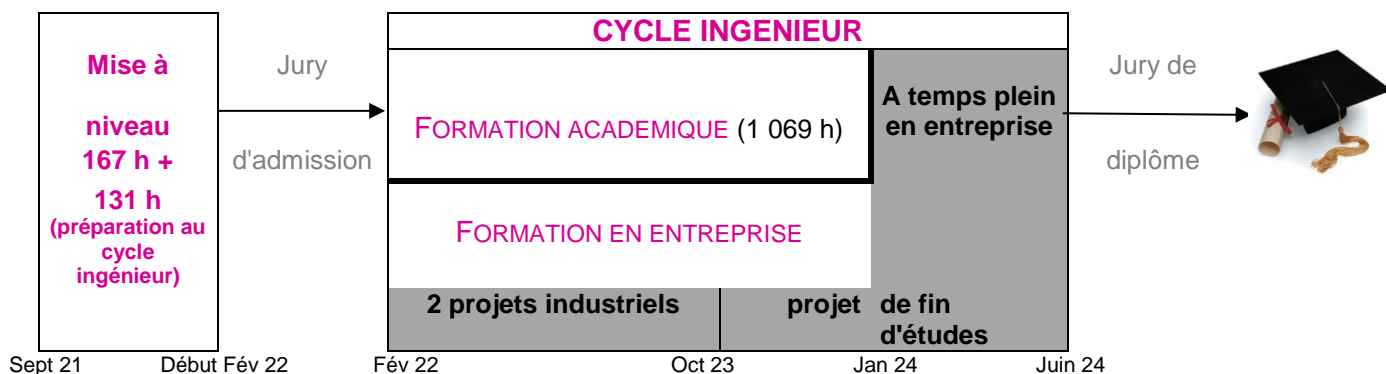 CYCLE INGENIEUR
Mise à
niveau
167 h +
131 h
(préparation au
cycle
ingénieur)
Jury
d'admission
FORMATION ACADEMIQUE (1 069 h)
A temps plein
en entreprise
FORMATION EN ENTREPRISE
2 projets industriels
projet de fin
d'études
Jury de
diplôme
Sept 21 Début Fév 22 Fév 22 Oct 23 Jan 24 Juin 24